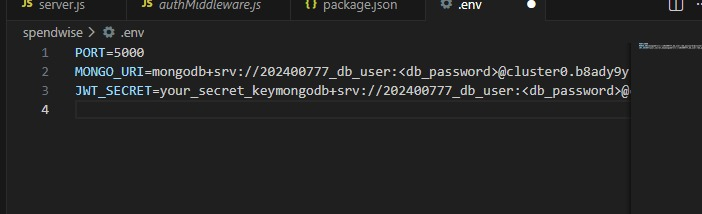 JS server.js JS authMiddleware.js {} package.json .env
spendwise > .env
1 PORT=5000
2 MONGO_URI=mongodb+srv://202400777_db_user:<db_password>@cluster0.b8ady9y
3 JWT_SECRET=your_secret_keymongodb+srv://202400777_db_user:<db_password>@
4